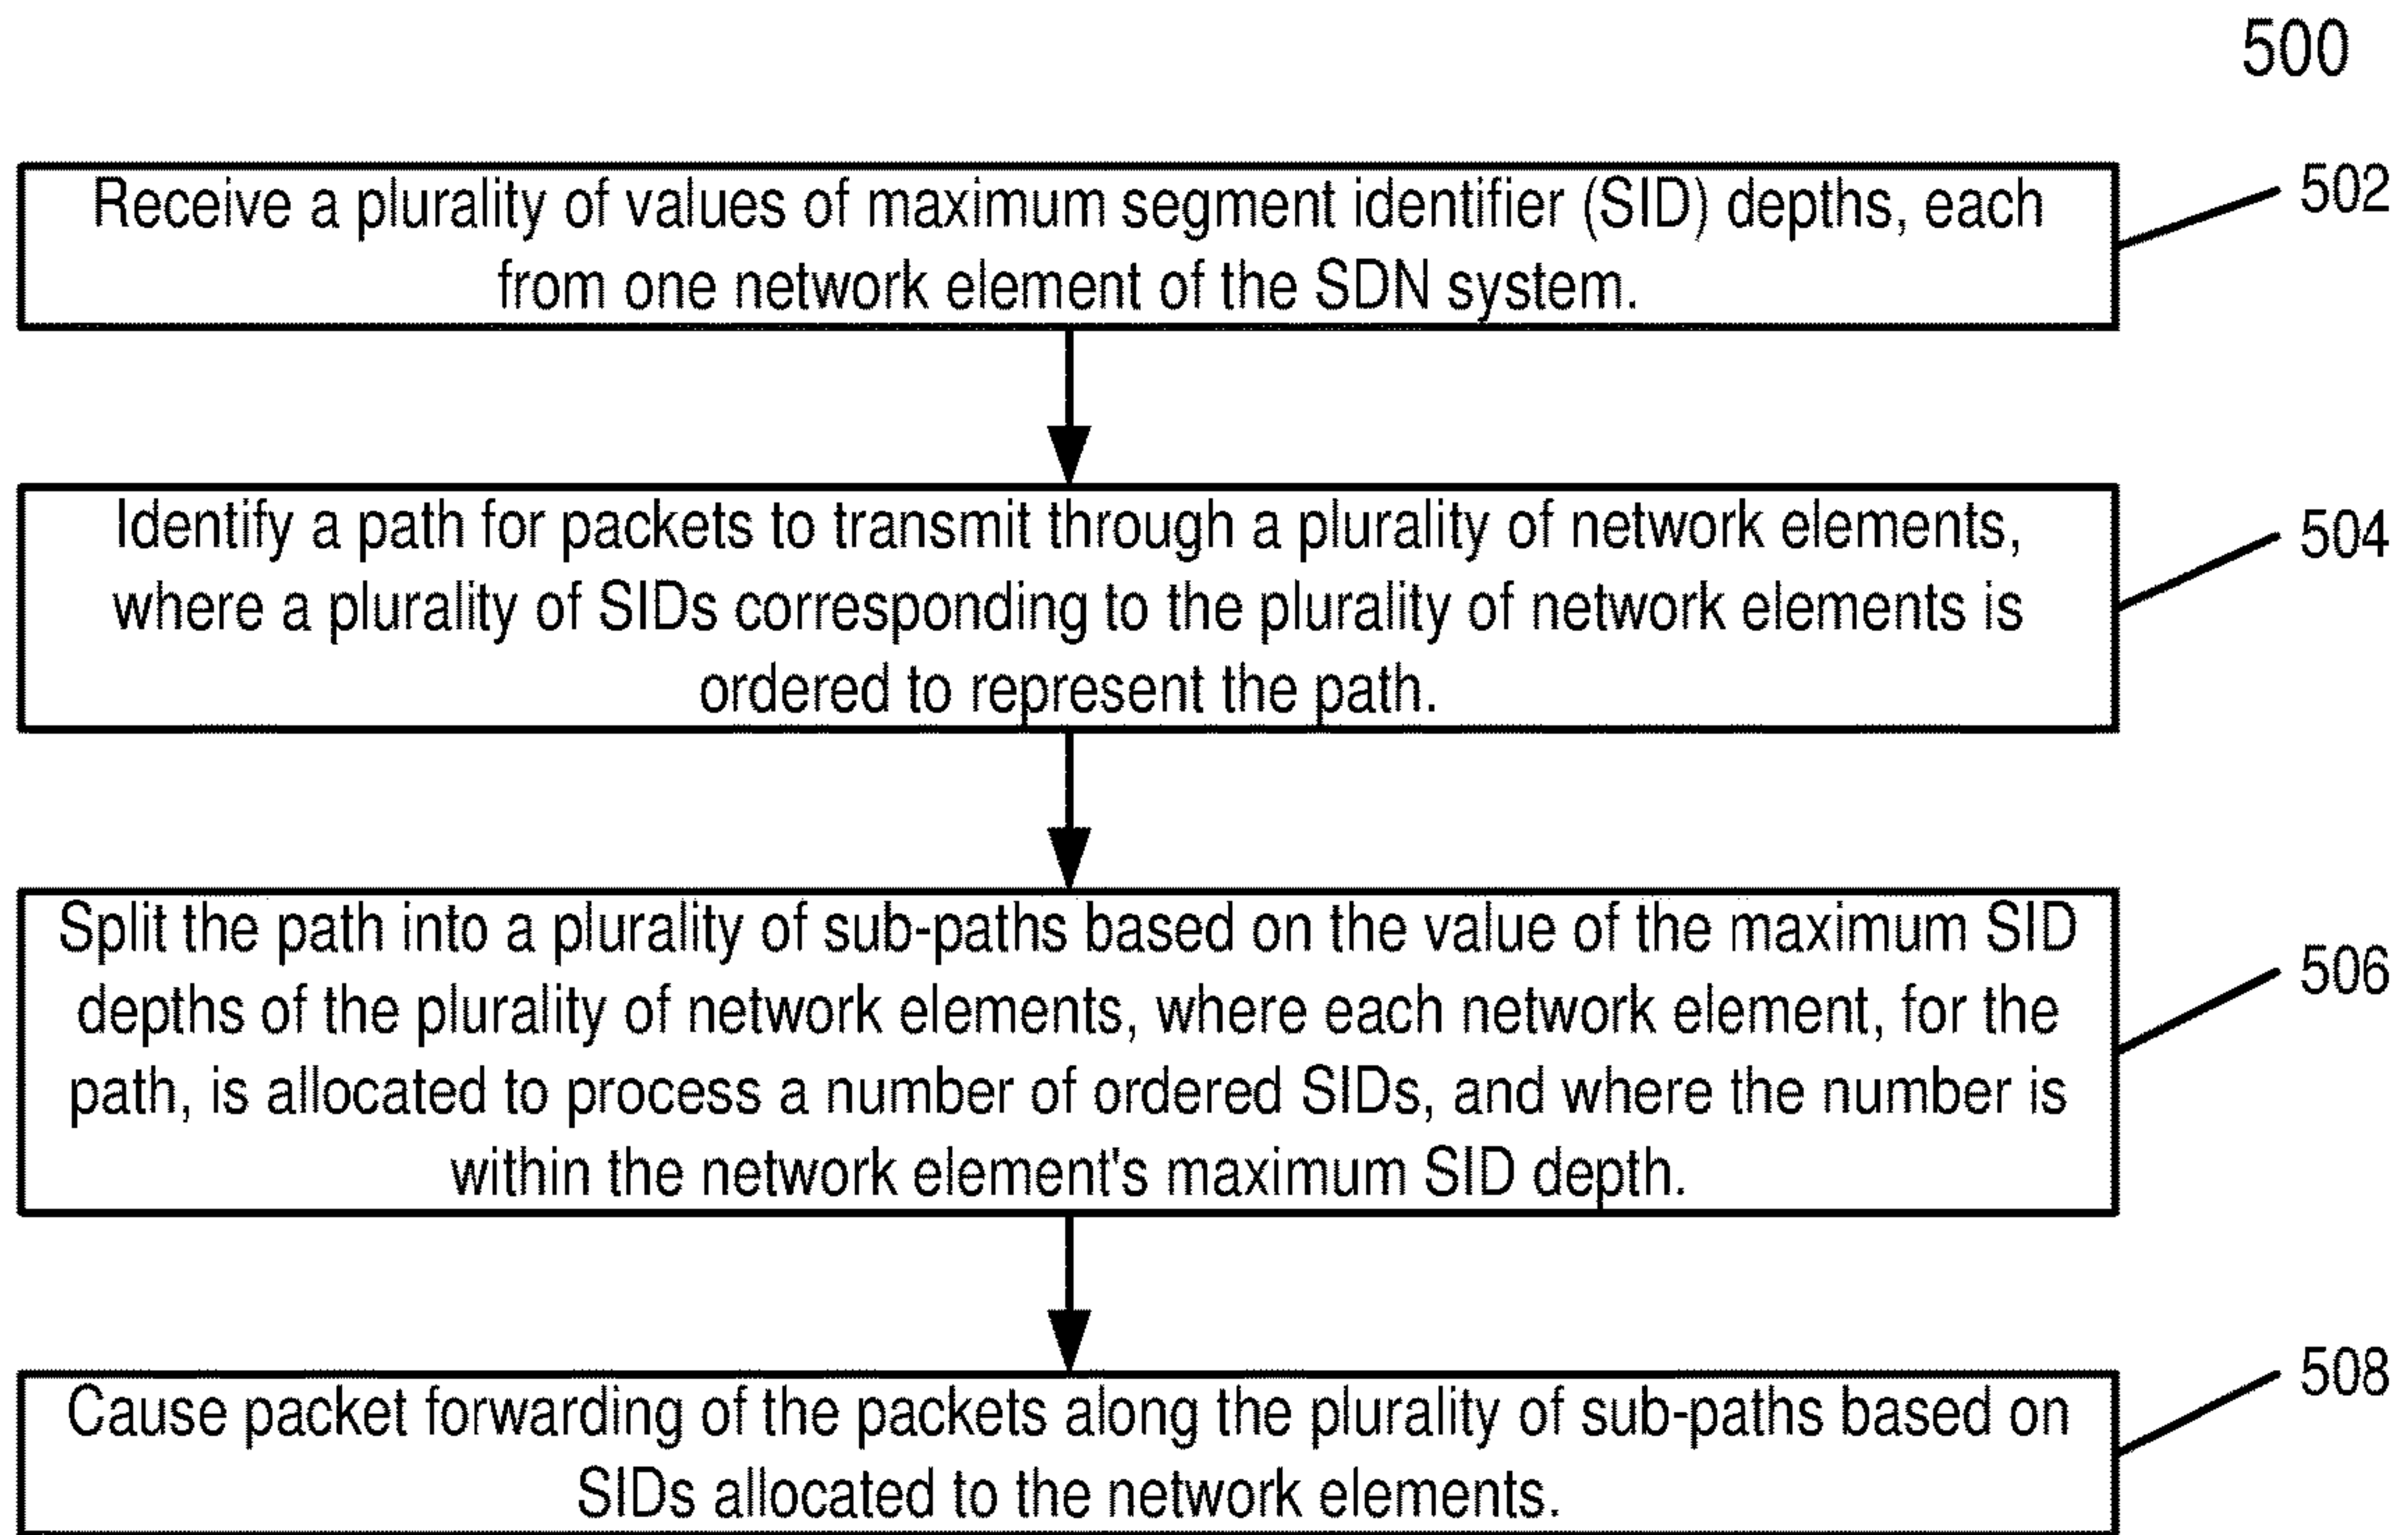 500
Receive a plurality of values of maximum segment identifier (SID) depths, each
502
from one network element of the SDN system.
Identify a path for packets to transmit through a plurality of network elements,
504
where a plurality of SIDs corresponding to the plurality of network elements is
ordered to represent the path.
Split the path into a plurality of sub-paths based on the value of the maximum SID
506
depths of the plurality of network elements, where each network element, for the
path, is allocated to process a number of ordered SIDs, and where the number is
within the network element's maximum SID depth.
508
Cause packet forwarding of the packets along the plurality of sub-paths based on
SIDs allocated to the network elements.